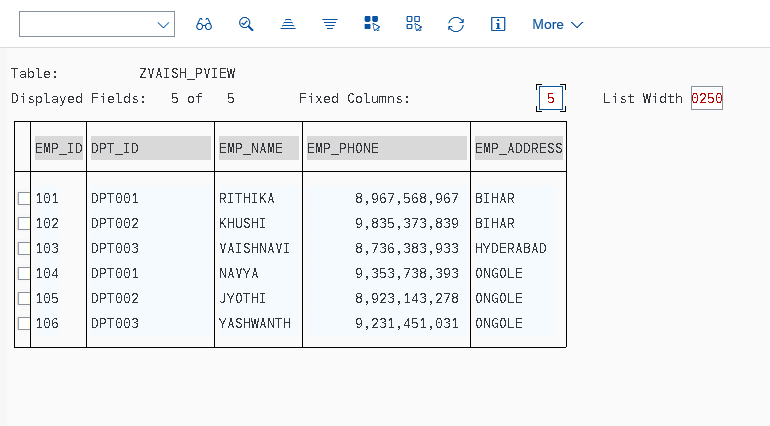 More
Table: ZVAISH_PVIEW
Displayed Fields: 5 of 5 Fixed Columns: 5 List Width 0250
EMP_ID DPT_ID EMP_NAME EMP_PHONE EMP_ADDRESS
101 DPT001 RITHIKA 8,967,568,967 BIHAR
102 DPT002 KHUSHI 9,835,373,839 BIHAR
103 DPT003 VAISHNAVI 8,736,383,933 HYDERABAD
104 DPT001 NAVYA 9,353,738,393 ONGOLE
105 DPT002 JYOTHI 8,923,143,278 ONGOLE
106 DPT003 YASHWANTH 9,231,451,031 ONGOLE